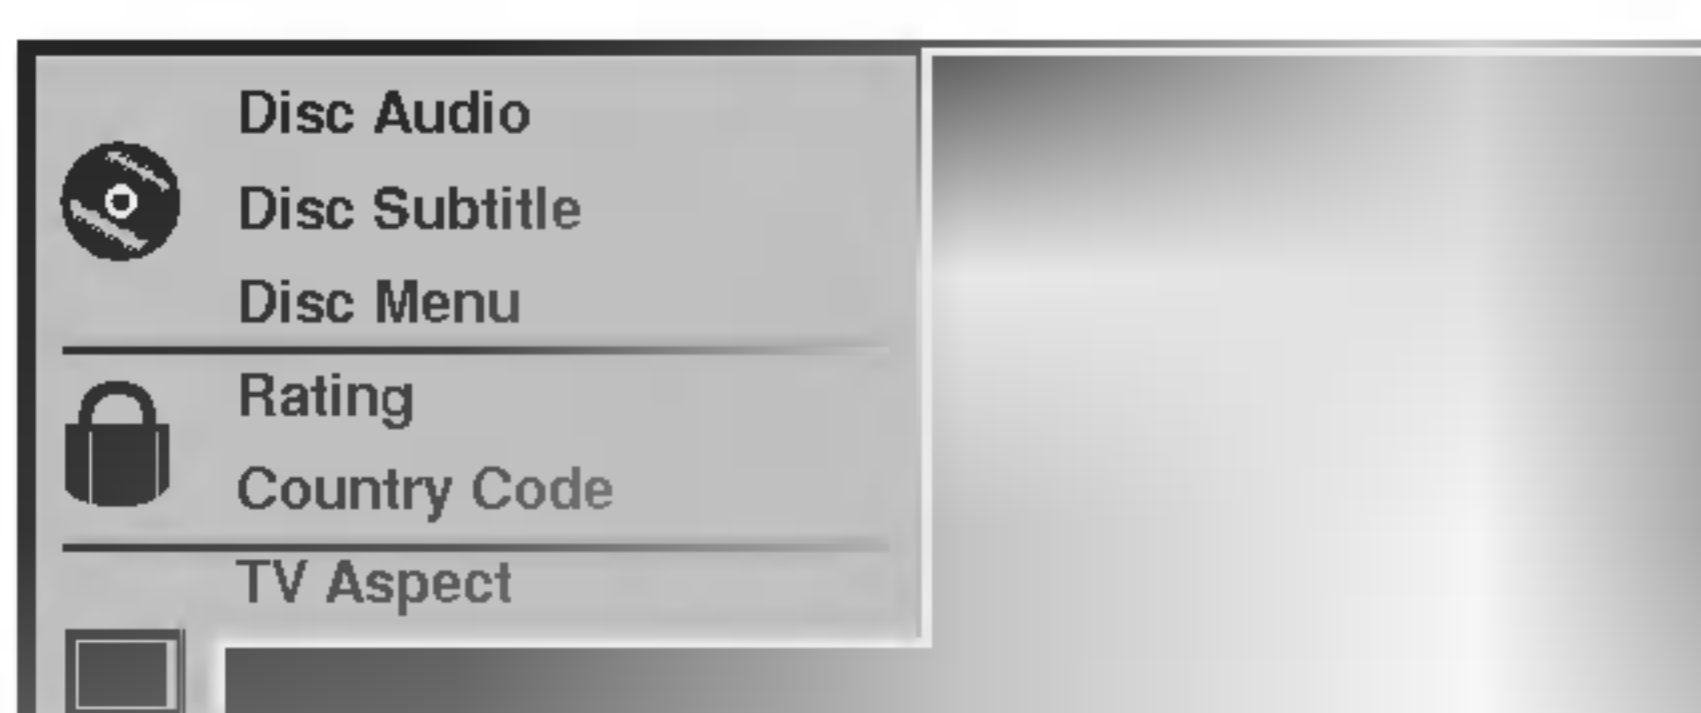 Disc Audio
Disc Subtitle
Disc Menu
Rating
Country Code
TV Aspect